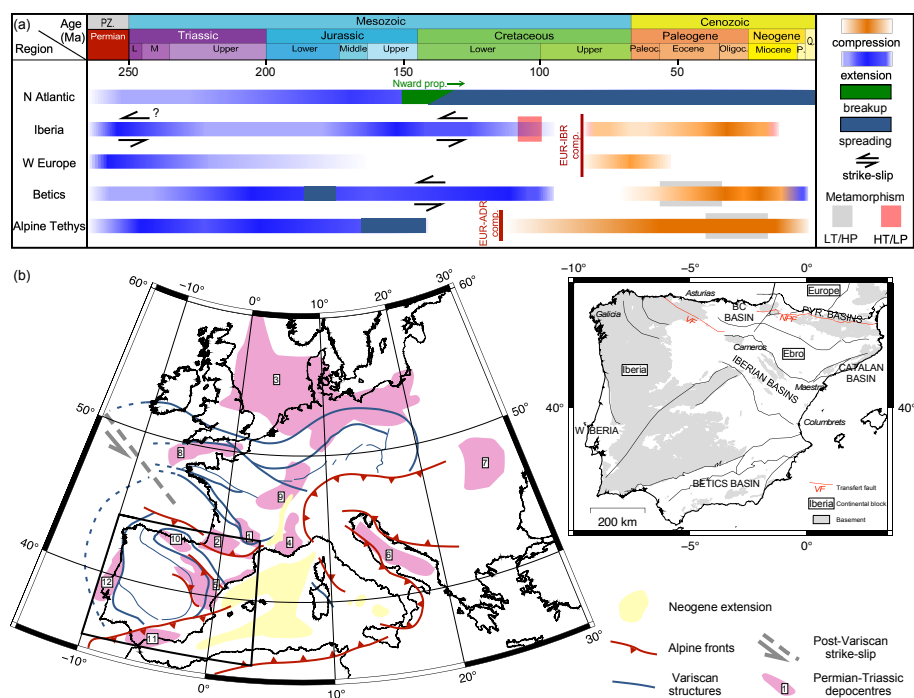 (a)
PZ.
Mesozoic
Cenozoic
Age
(Ma)
Region
Permian
Triassic
Jurassic
Cretaceous
Paleogene
Neogene
Q.
L
M
Upper
Lower
Middle
Upper
Lower
Upper
Paleoc.
Eocene
Oligoc.
Miocene
P.
250
200
150
100
50
N Atlantic
Iberia
W Europe
Betics
Alpine Tethys
Nward prop.
?
EUR-IBR
comp.
EUR-ADR
comp.
compression
extension
breakup
spreading
strike-slip
Metamorphism
LT/HP
HT/LP
(b)
60°
-10°
0°
10°
20°
30°
60°
50°
50°
40°
40°
30°
-10°
0°
10°
20°
1
2
3
4
6
7
8
9
10
11
12
-10°
-5°
0°
40°
40°
-5°
0°
Europe
Asturias
Galicia
BC
BASIN
PYR. BASINS
VF
NPF
Cameros
Ebro
CATALAN
BASIN
Iberia
IBERIAN BASINS
Maestrat
Columbrets
W IBERIA
BETICS BASIN
200 km
VF
Transfert fault
Iberia
Continental block
Basement
Neogene extension
Alpine fronts
Variscan
structures
Post-Variscan
strike-slip
1
Permian-Triassic
depocentres